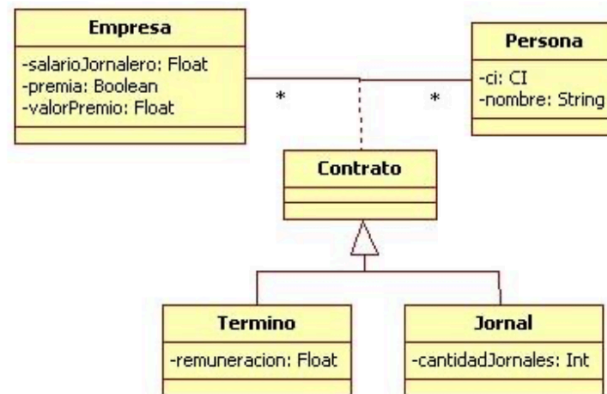 Empresa
-salarioJornalero: Float
-premia: Boolean
-valorPremio: Float
Persona
-ci: CI
-nombre: String
*
*
Contrato
Termino
-remuneracion: Float
Jornal
-cantidadJornales: Int